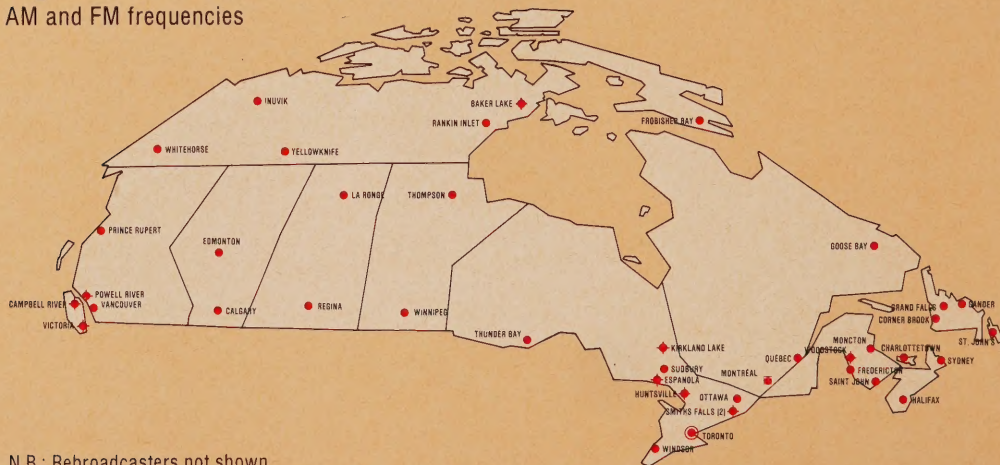 AM and FM frequencies
INUVIK
BAKER LAKE
RANKIN INLET
FROBISHER BAY
WHITEHORSE
YELLOWKNIFE
LA RONGE
THOMPSON
PRINCE RUPERT
EDMONTON
GOOSE BAY
POWELL RIVER
CAMPBELL RIVER
VANCOUVER
VICTORIA
CALGARY
REGINA
WINNIPEG
GRAND FALLS
GANDER
CORNER BROOK
ST. JOHN'S
THUNDER BAY
KIRKLAND LAKE
MONCTON
WOODSTOCK
CHARLOTTETOWN
QUÉBEC
SYDNEY
SUDBURY
MONTRÉAL
FREDERICTON
ESPANOLA
SAINT JOHN
HUNTSVILLE
OTTAWA
HALIFAX
SMITHS FALLS (2)
TORONTO
WINDSOR
N.B.: Rebroadcasters not shown